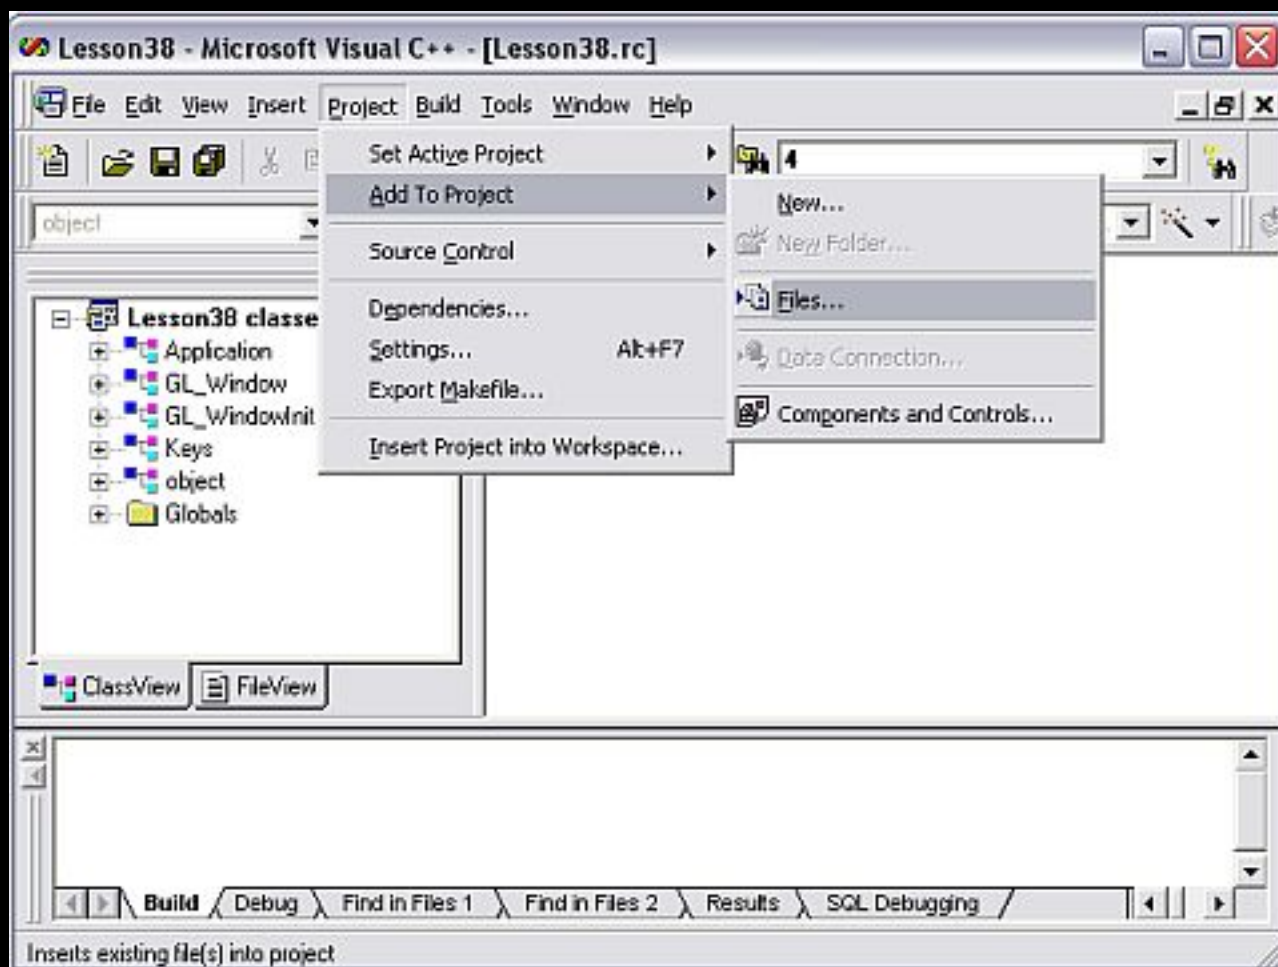 Lesson38 - Microsoft Visual C++ - [Lesson38.rc]
File Edit View Insert Project Build Tools Window Help
4
object
Set Active Project
Add To Project
Source Control
Dependencies...
Settings... Alt+F7
Export Makefile...
Insert Project into Workspace...
New...
New Folder...
Files...
Data Connection...
Components and Controls...
Lesson38 classe
Application
GL_Window
GL_WindowInit
Keys
object
Globals
ClassView FileView
Build Debug Find in Files 1 Find in Files 2 Results SQL Debugging
Inserts existing file(s) into project